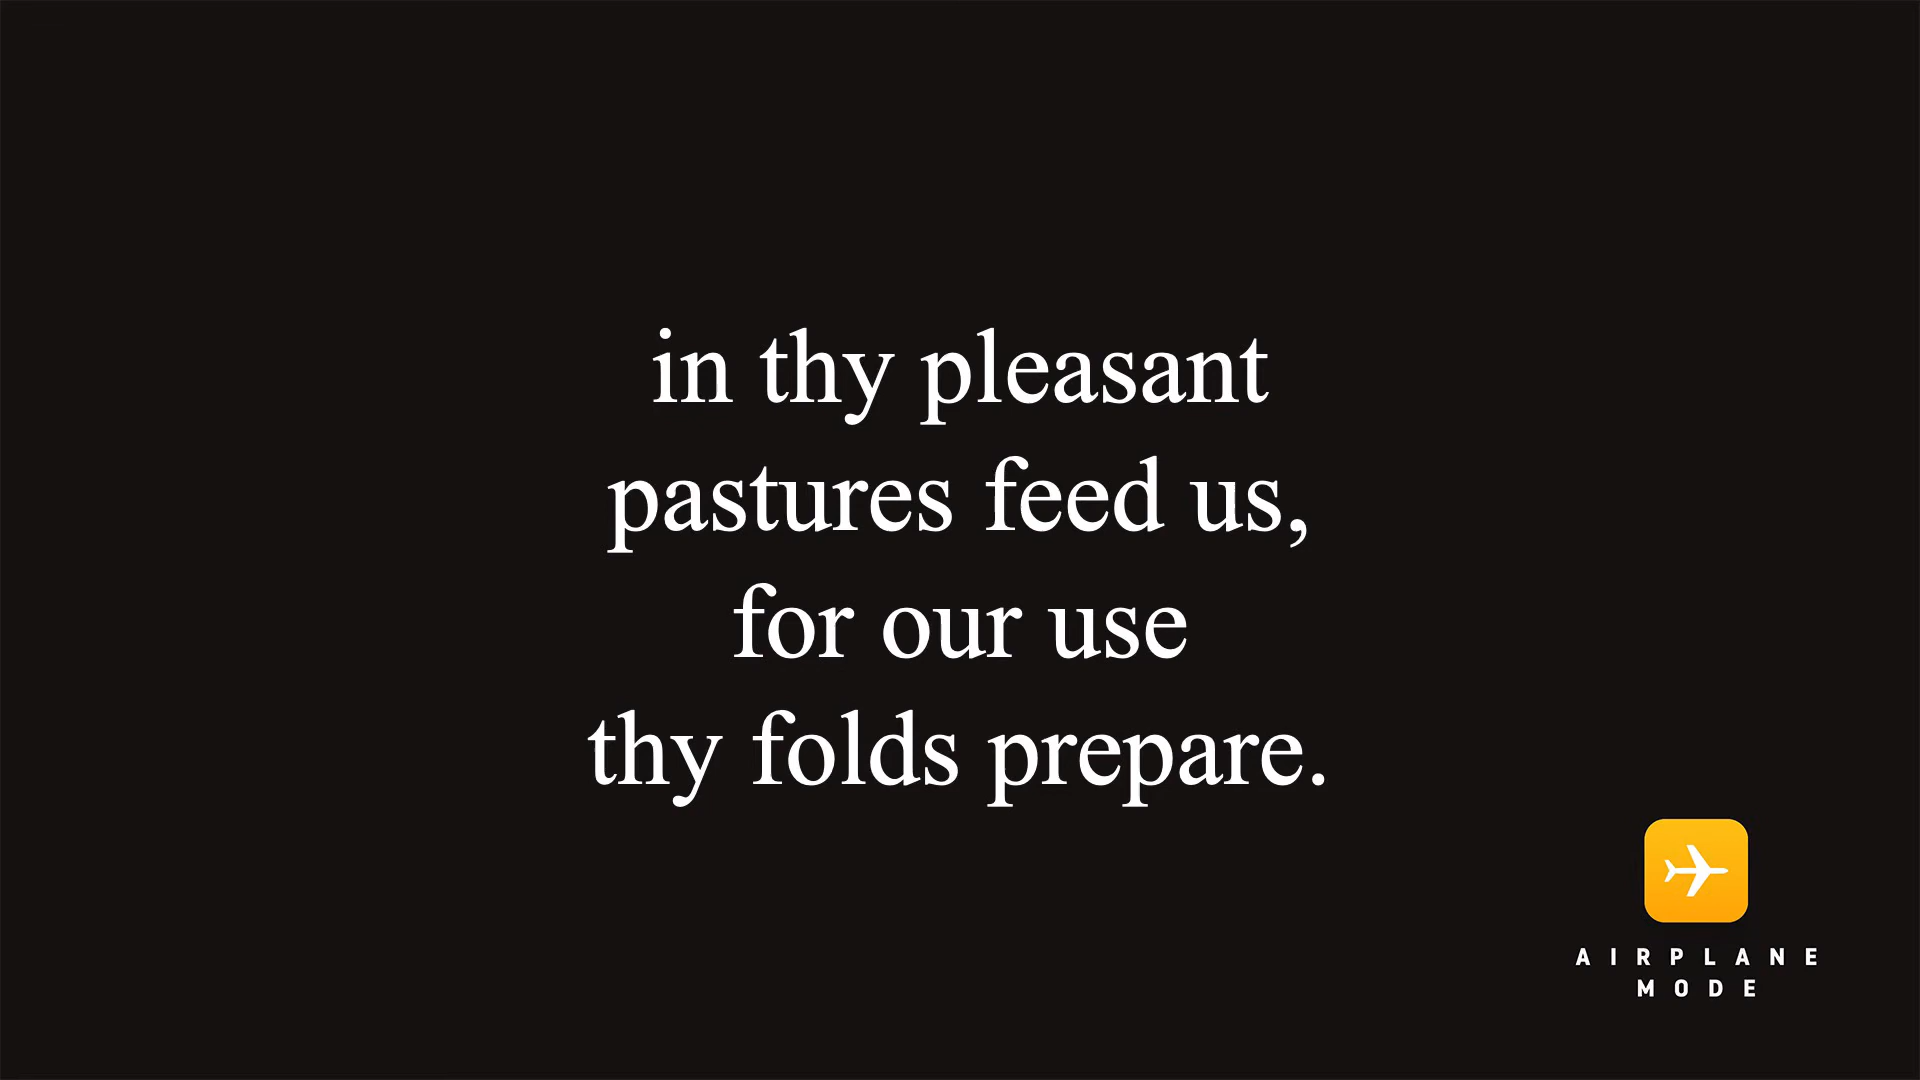 in thy pleasant
pastures feed us,
for our use
thy folds prepare.
AIRPLANE
MODE